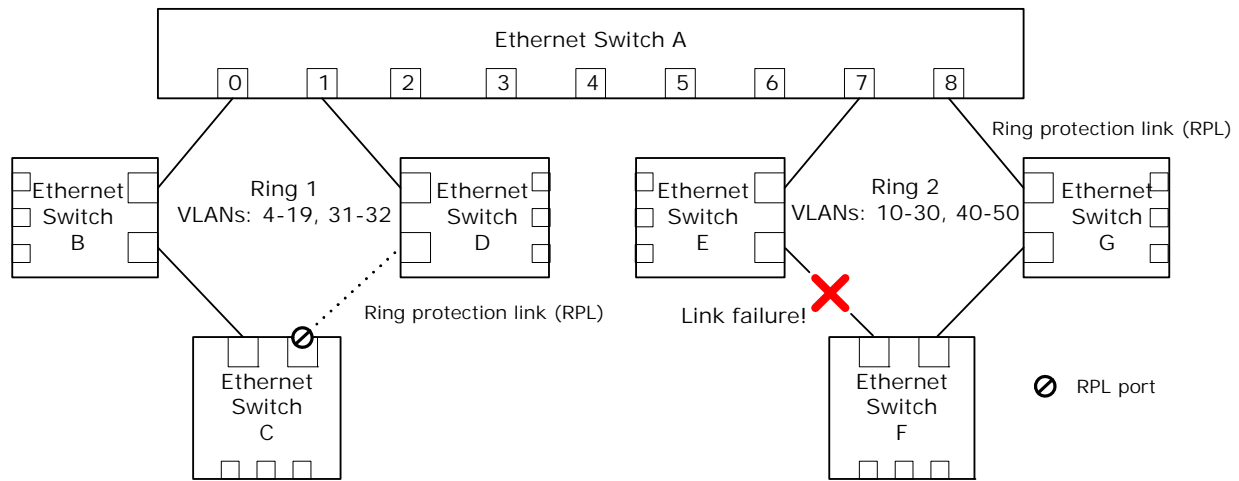 Ethernet Switch A
0 1 2 3 4 5 6 7 8
Ring protection link (RPL)
Ethernet
Switch
B
Ring 1
VLANs: 4-19, 31-32
Ethernet
Switch
D
Ethernet
Switch
E
Ring 2
VLANs: 10-30, 40-50
Ethernet
Switch
G
Ring protection link (RPL)
Link failure!
Ethernet
Switch
C
Ethernet
Switch
F
RPL port